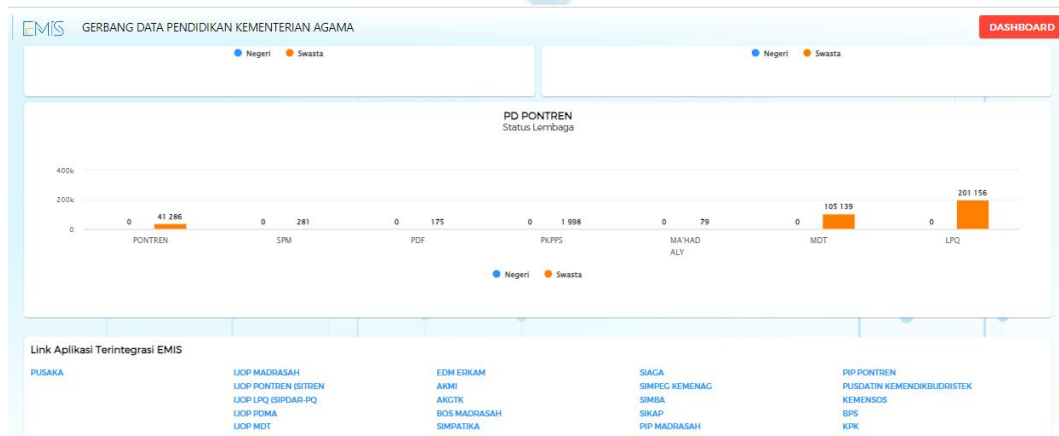 EMIS GERBANG DATA PENDIDIKAN KEMENTERIAN AGAMA DASHBOARD
Negeri Swasta Negeri Swasta
PD PONTREN
Status Lembaga
400k
200k
0
0 41 286 0 281 0 175 0 1 998 0 79 0 105 139 0 201 156
PONTREN SPM PDF PKPPS MA'HAD ALY MDT LPQ
Negeri Swasta
Link Aplikasi Terintegrasi EMIS
PUSAKA IJOP MADRASAH EDM ERKAM SIAGA PIP PONTREN
IJOP PONTREN (SITREN AKMI SIMPEG KEMENAG PUSDATIN KEMENDIKBUDRISTEK
IJOP LPQ (SIPDAR-PQ AKGTK SIMBA KEMENSOS
IJOP PDMA BOS MADRASAH SIKAP BPS
IJOP MDT SIMPATIKA PIP MADRASAH KPK